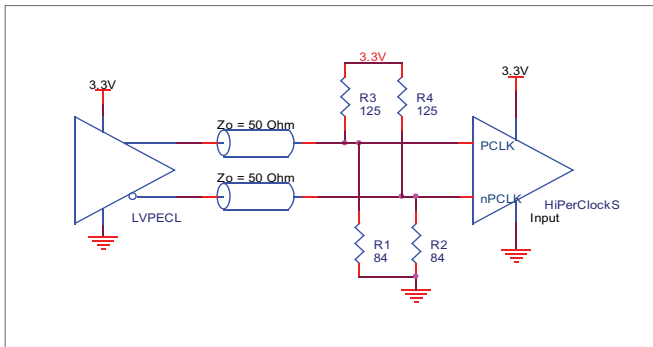 3.3V
3.3V
3.3V
R3
125
R4
125
Zo = 50 Ohm
PCLK
Zo = 50 Ohm
nPCLK
HiPerClockS
Input
LVPECL
R1
84
R2
84